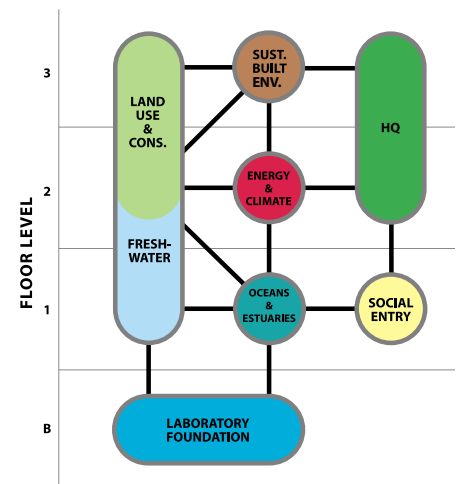 FLOOR LEVEL
3
2
1
B
LAND
USE
&
CONS.
FRESH-
WATER
SUST.
BUILT
ENV.
ENERGY
&
CLIMATE
OCEANS
&
ESTUARIES
HQ
SOCIAL
ENTRY
LABORATORY
FOUNDATION